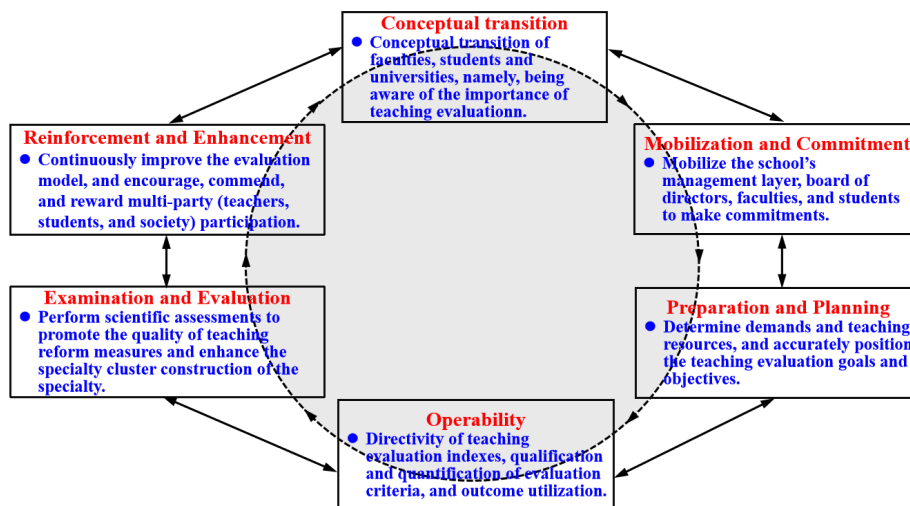 Conceptual transition
● Conceptual transition of
faculties, students and
universities, namely, being
aware of the importance of
teaching evaluationn.
Mobilization and Commitment
● Mobilize the school's
management layer, board of
directors, faculties, and students
to make commitments.
Preparation and Planning
● Determine demands and teaching
resources, and accurately position
the teaching evaluation goals and
objectives.
Operability
● Directivity of teaching
evaluation indexes, qualification
and quantification of evaluation
criteria, and outcome utilization.
Examination and Evaluation
● Perform scientific assessments to
promote the quality of teaching
reform measures and enhance the
specialty cluster construction of the
specialty.
Reinforcement and Enhancement
● Continuously improve the evaluation
model, and encourage, commend,
and reward multi-party (teachers,
students, and society) participation.